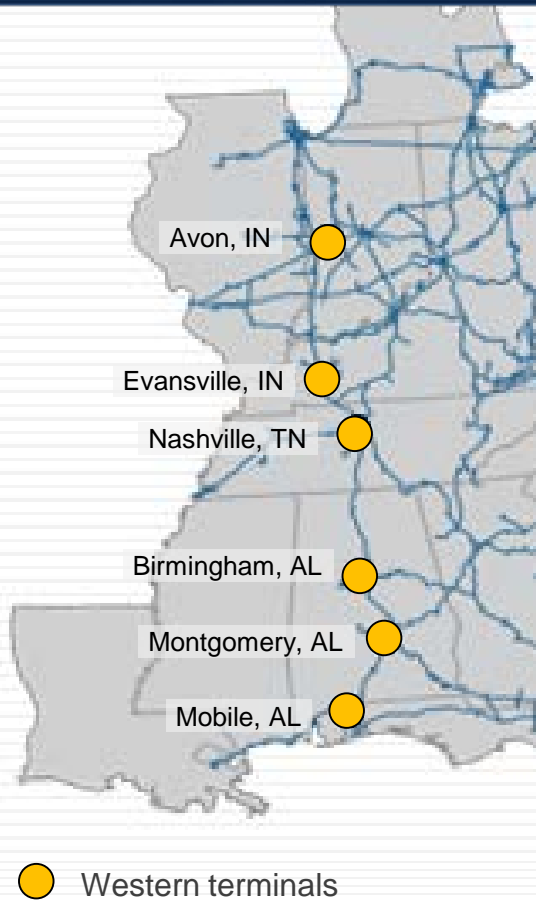 Avon, IN
Evansville, IN
Nashville, TN
Birmingham, AL
Montgomery, AL
Mobile, AL
Western terminals